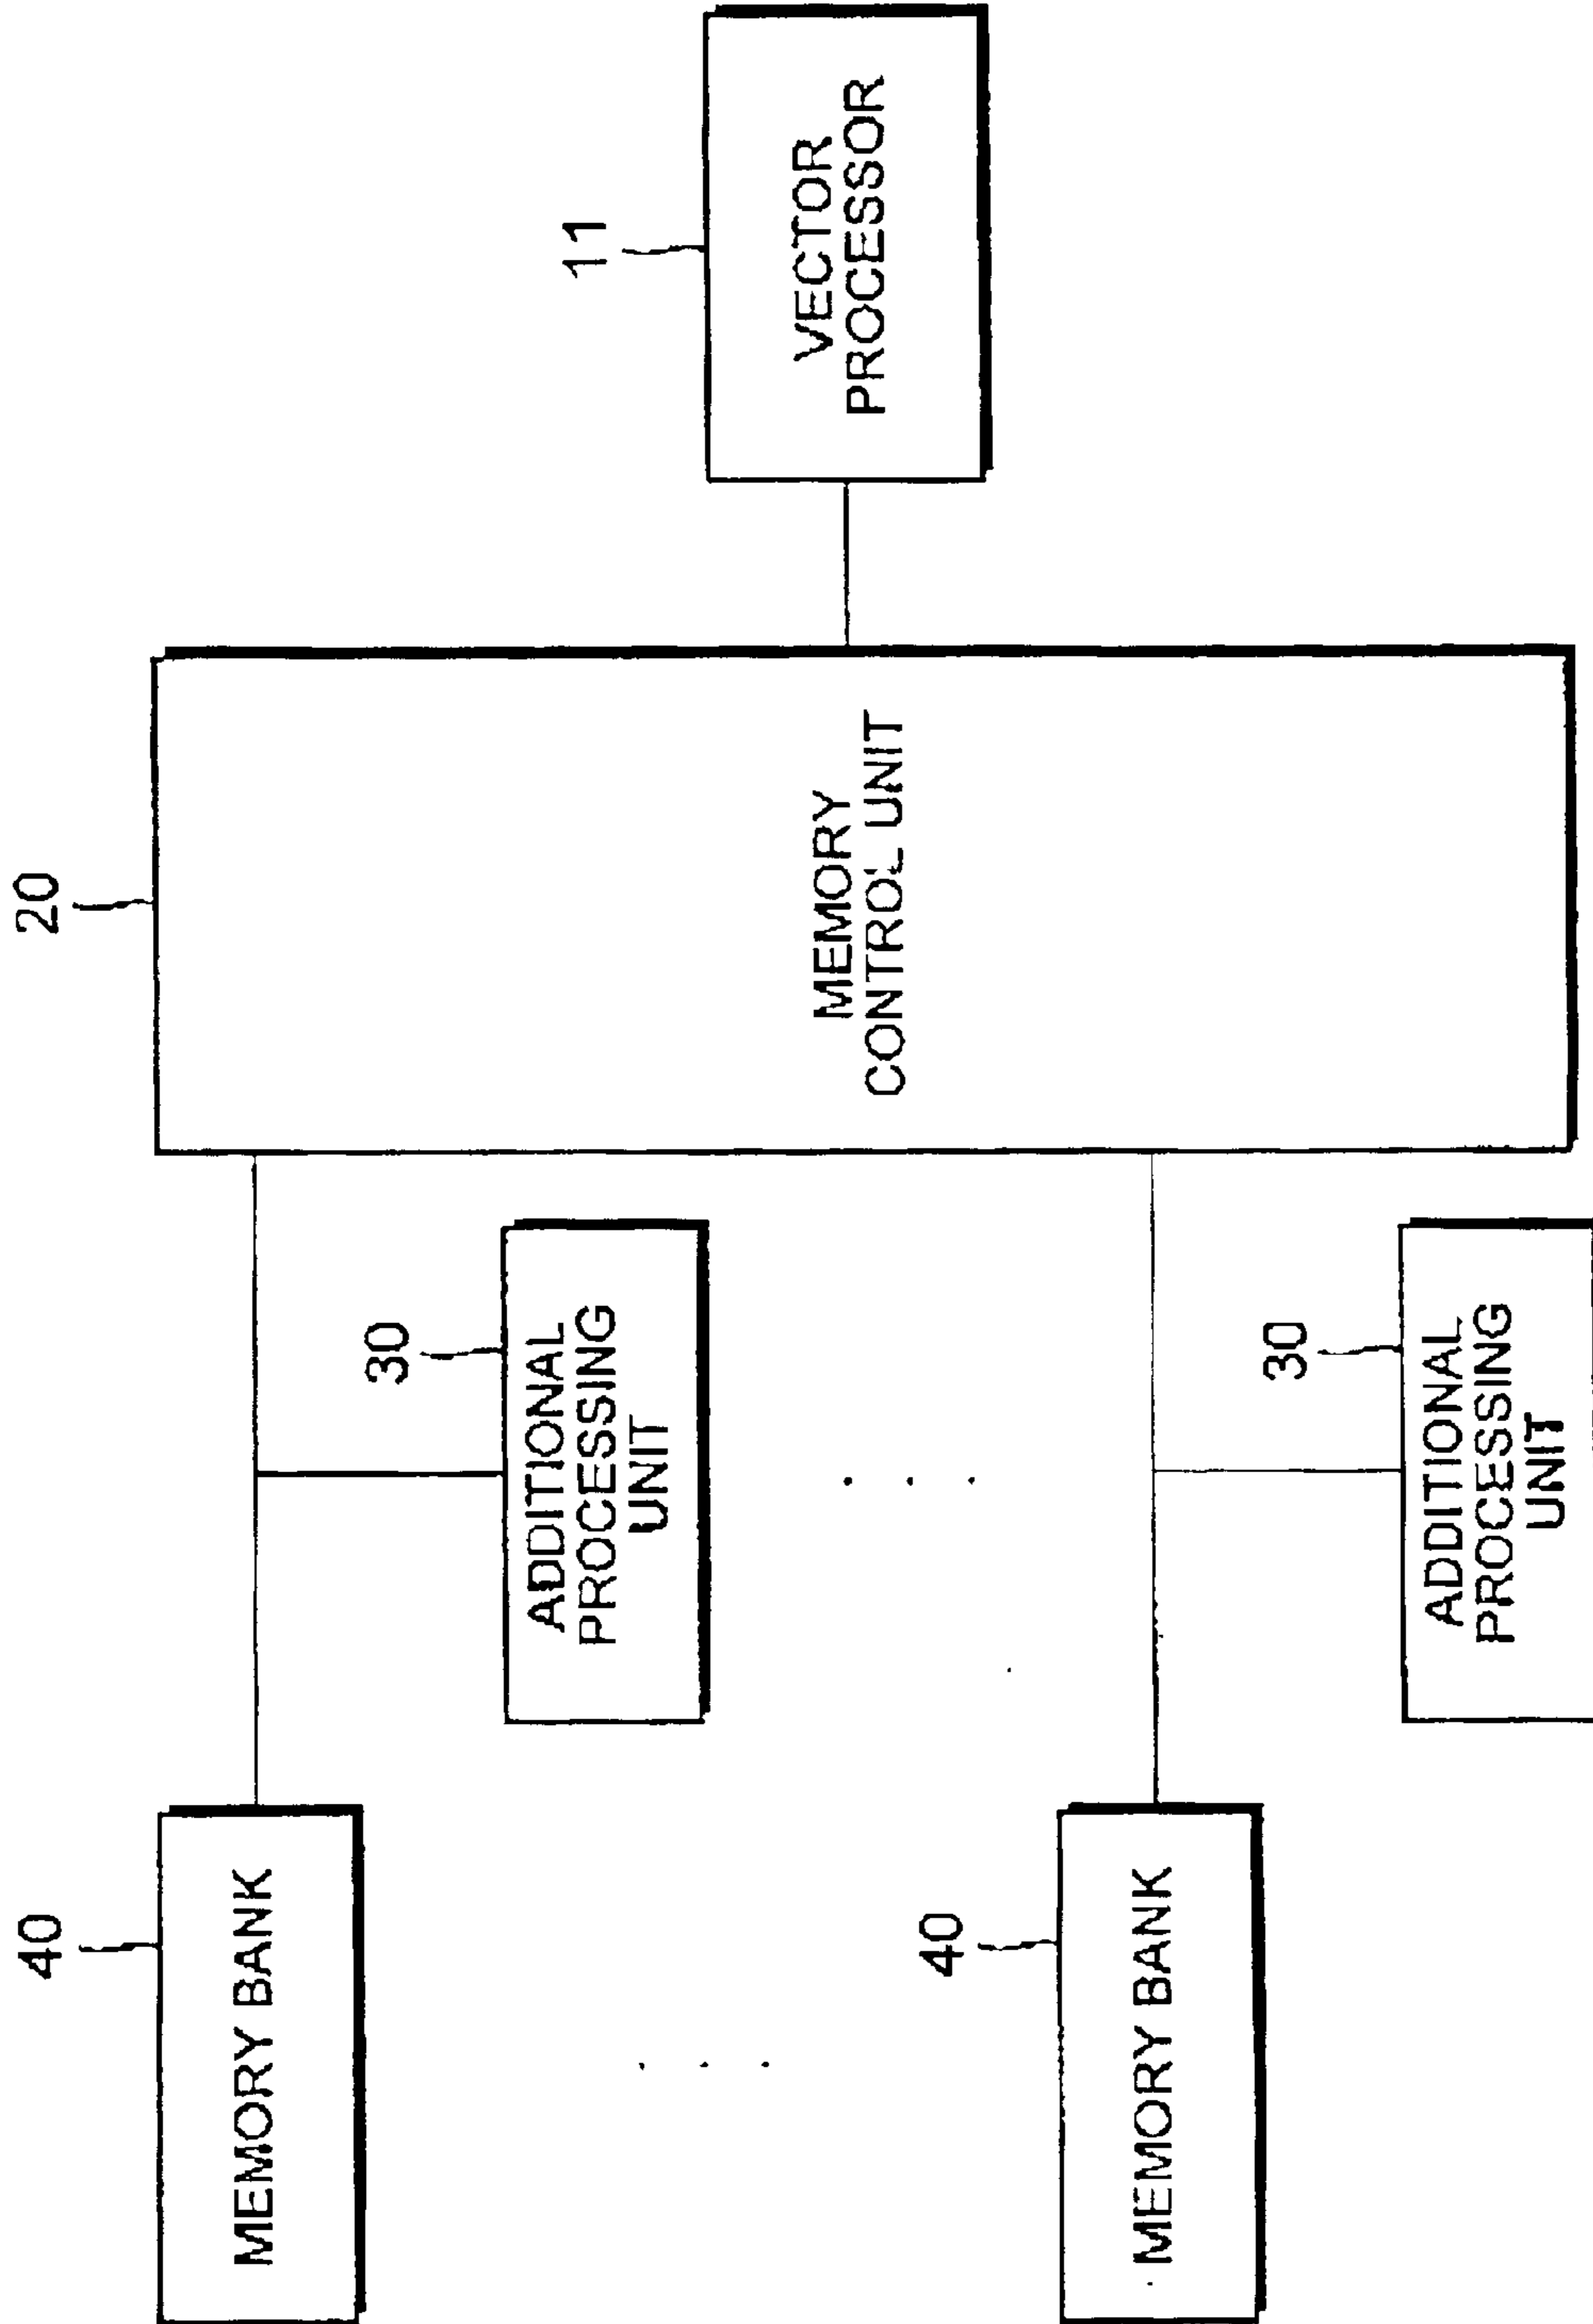 40
MEMORY BANK
30
ADDITIONAL
PROCESSING
UNIT
20
MEMORY
CONTROL UNIT
11
VECTOR
PROCESSOR
40
MEMORY BANK
30
ADDITIONAL
PROCESSING
UNIT